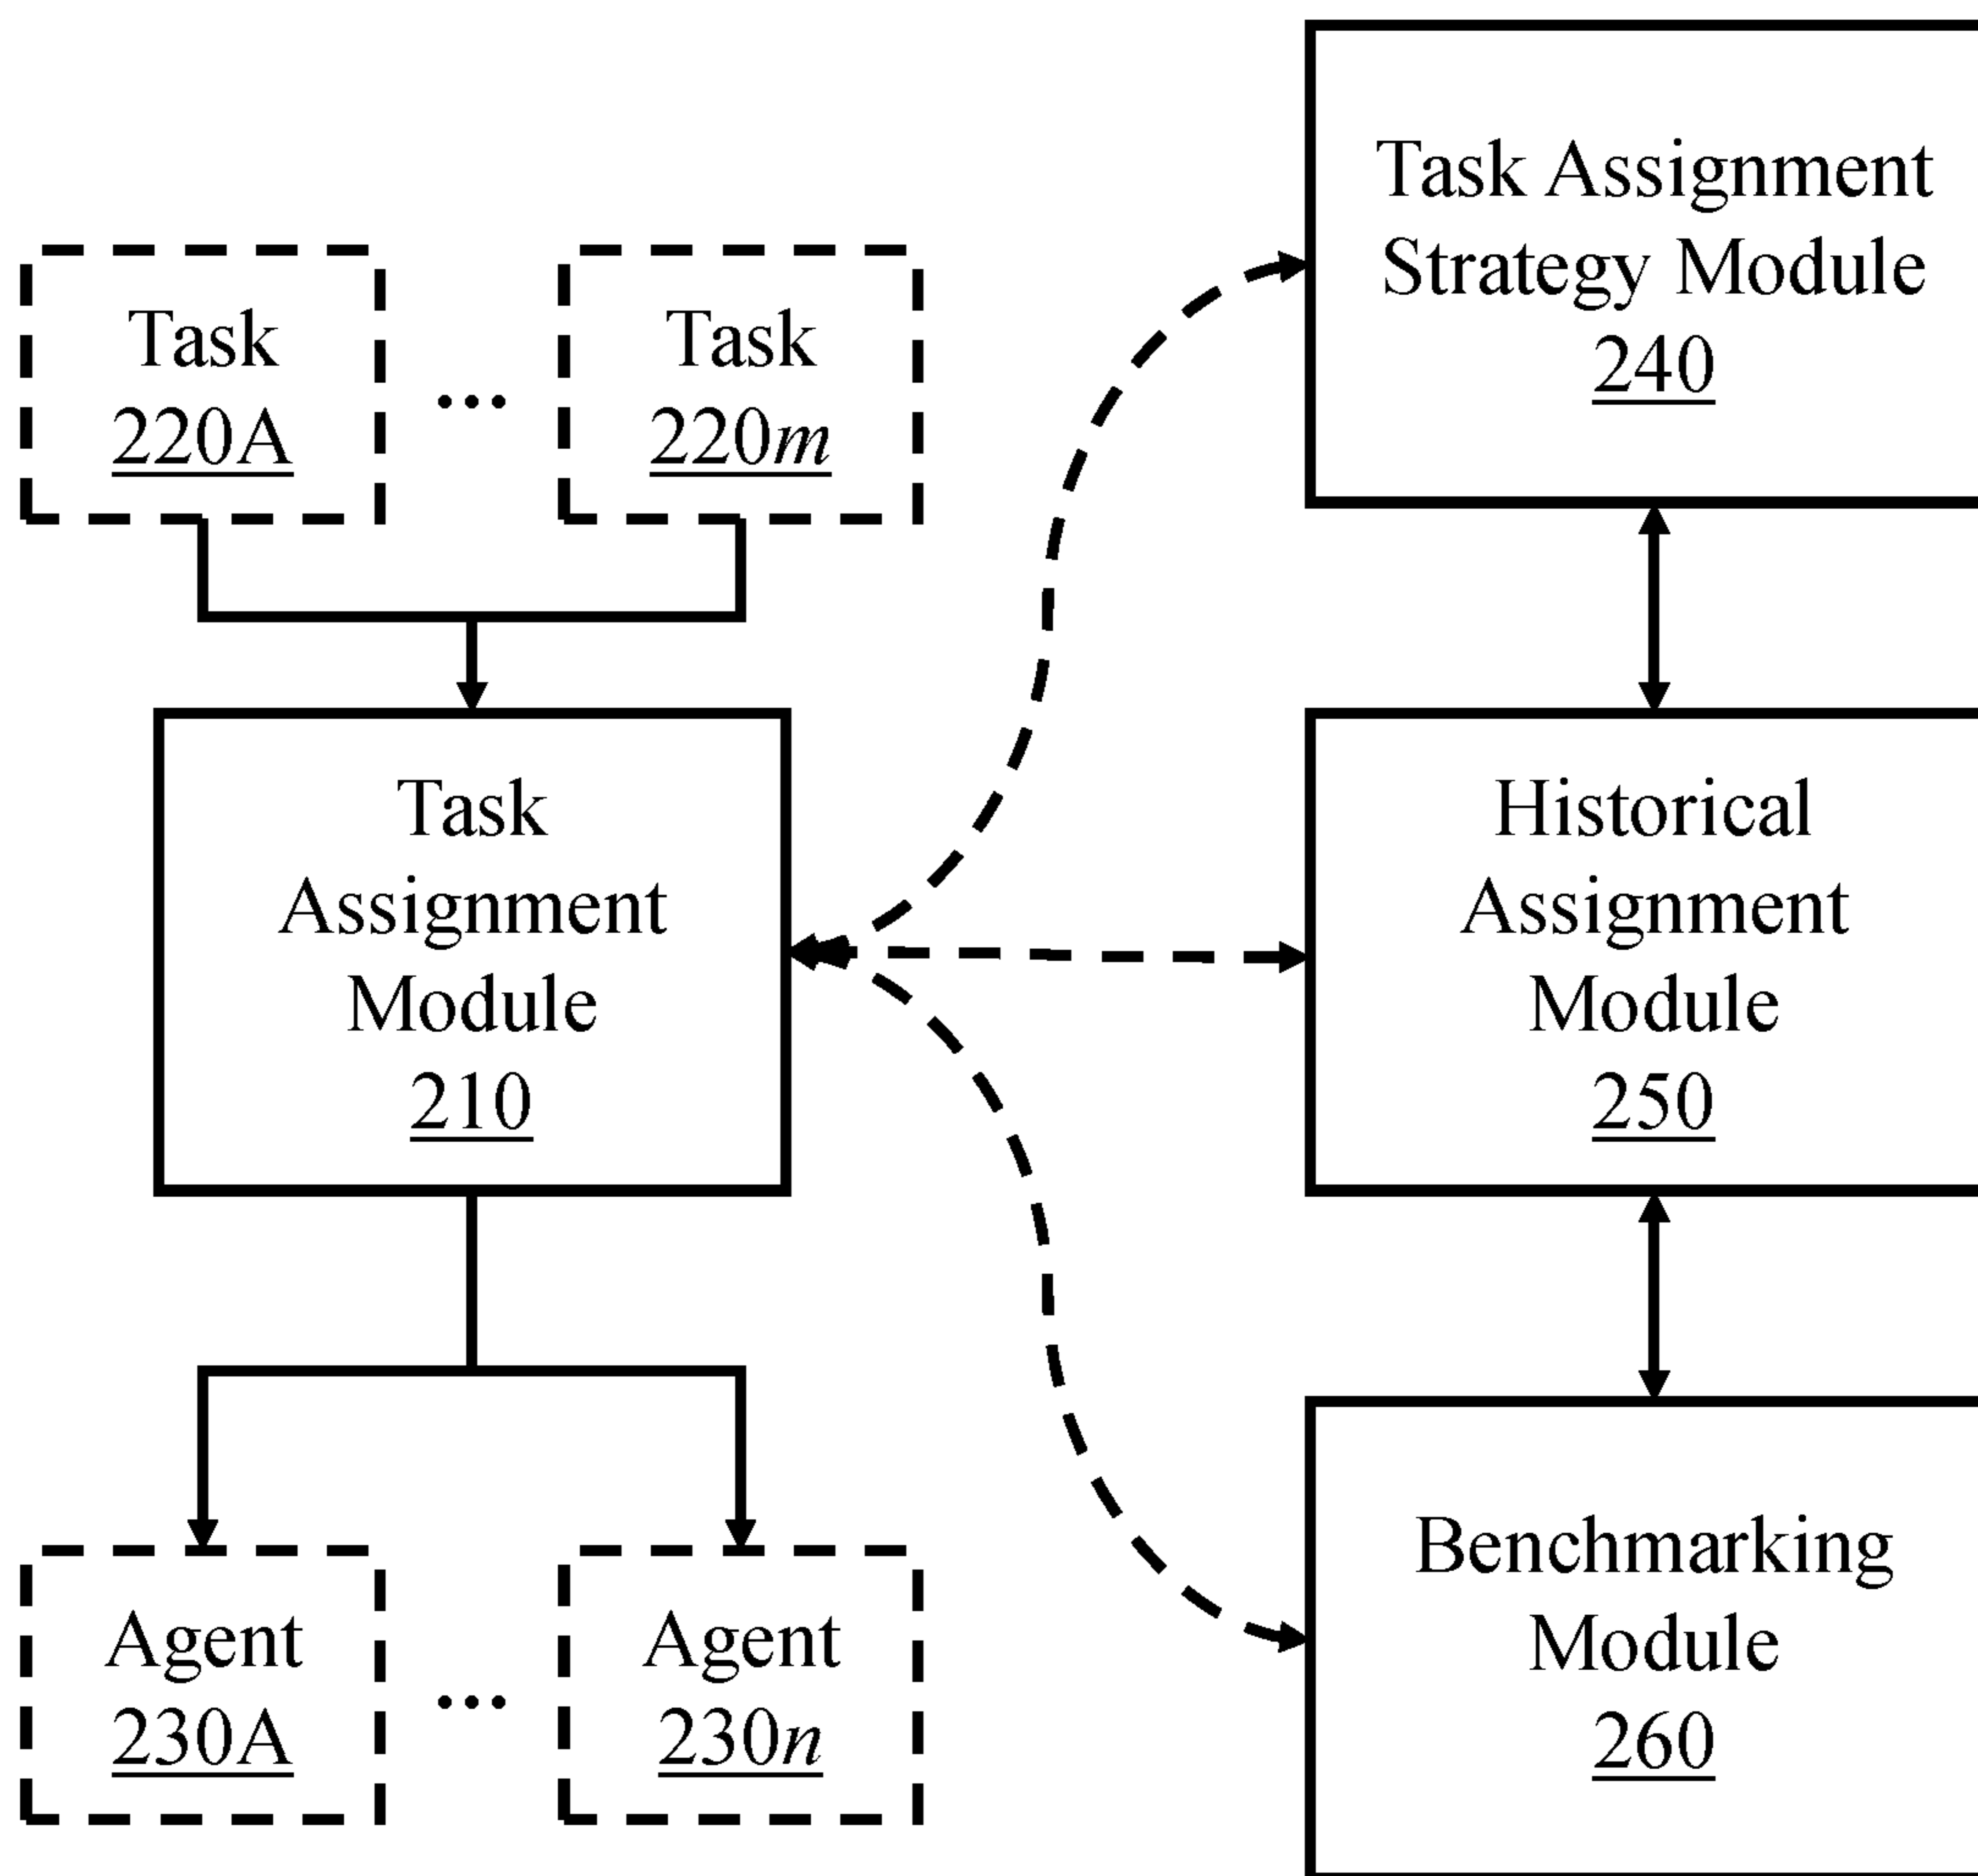 Task Assignment
Strategy Module
240
Task
220A
...
Task
220m
Task
Assignment
Module
210
Historical
Assignment
Module
250
Agent
230A
...
Agent
230n
Benchmarking
Module
260